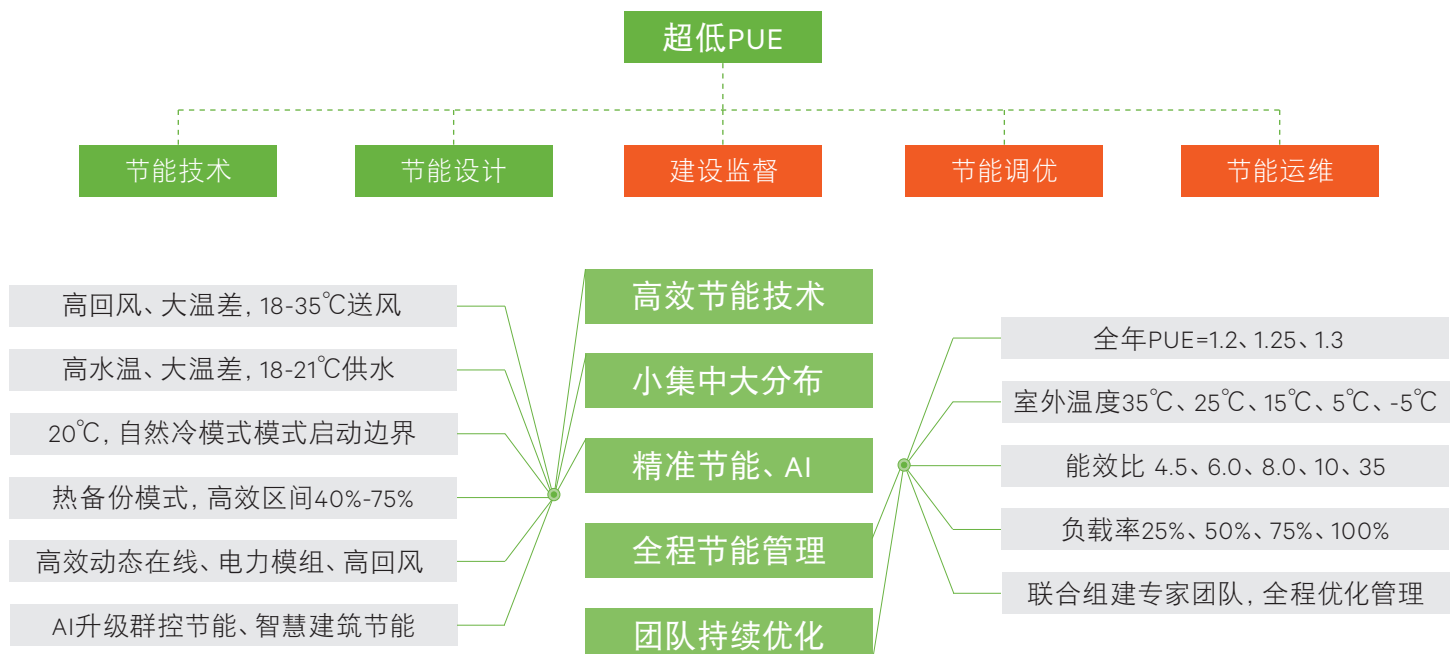 超低PUE
节能技术
节能设计
建设监督
节能调优
节能运维
高回风、大温差, 18-35℃送风
高水温、大温差, 18-21℃供水
20℃, 自然冷模式模式启动边界
热备份模式, 高效区间40%-75%
高效动态在线、电力模组、高回风
AI升级群控节能、智慧建筑节能
高效节能技术
小集中大分布
精准节能、AI
全程节能管理
团队持续优化
全年PUE=1.2、1.25、1.3
室外温度35℃、25℃、15℃、5℃、-5℃
能效比 4.5、6.0、8.0、10、35
负载率25%、50%、75%、100%
联合组建专家团队, 全程优化管理